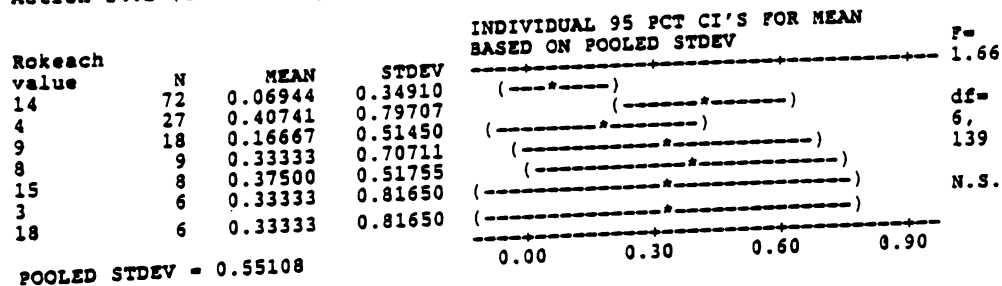 INDIVIDUAL 95 PCT CI'S FOR MEAN
BASED ON POOLED STDEV
F=
1.66
Rokeach
value N MEAN STDEV
14 72 0.06944 0.34910 (---*----)
4 27 0.40741 0.79707 (------*------)
9 18 0.16667 0.51450 (--------*-------)
8 9 0.33333 0.70711 (-----------*-----------)
15 8 0.37500 0.51755 (------------*-----------)
3 6 0.33333 0.81650 (--------------*--------------)
18 6 0.33333 0.81650 (--------------*--------------)
df=
6,
139
N.S.
0.00 0.30 0.60 0.90
POOLED STDEV = 0.55108